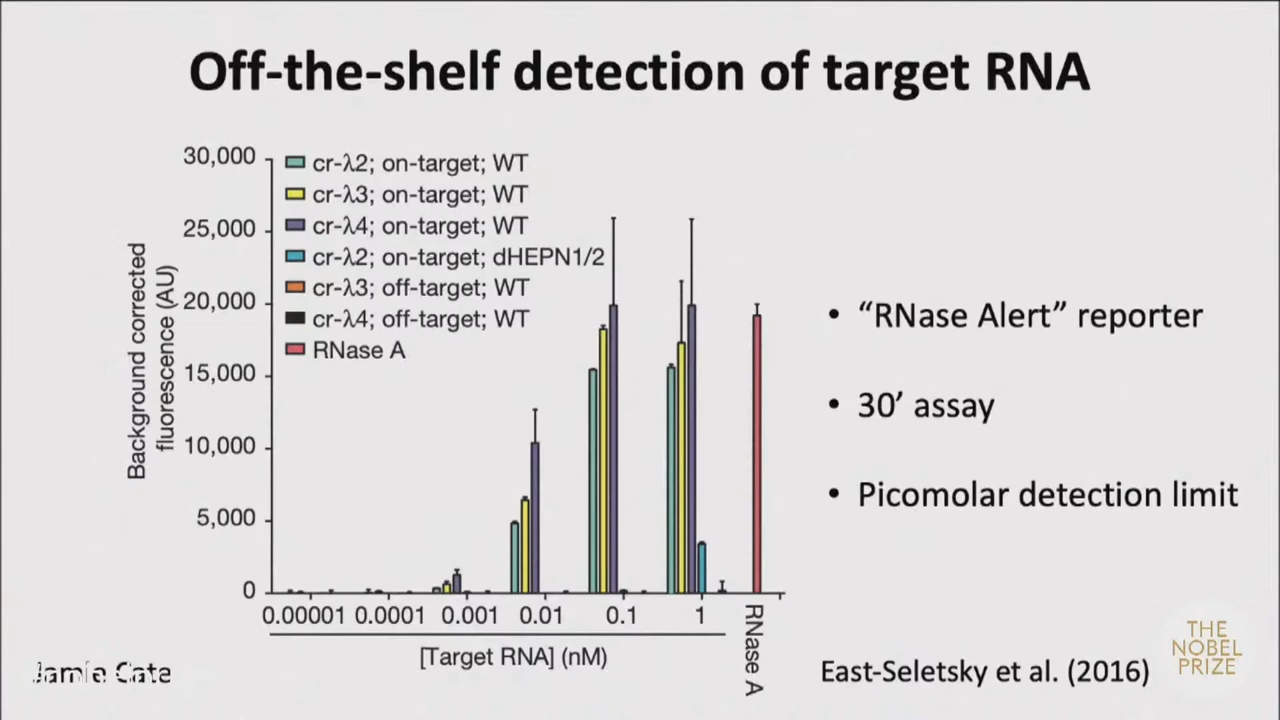 Off-the-shelf detection of target RNA
Background corrected
fluorescence (AU)
30,000
25,000
20,000
15,000
10,000
5,000
0
cr-λ2; on-target; WT
cr-λ3; on-target; WT
cr-λ4; on-target; WT
cr-λ2; on-target; dHEPN1/2
cr-λ3; off-target; WT
cr-λ4; off-target; WT
RNase A
0.00001 0.0001 0.001 0.01 0.1 1
RNase A
[Target RNA] (nM)
• “RNase Alert” reporter
• 30’ assay
• Picomolar detection limit
Jamie Cate
East-Seletsky et al. (2016)
THE
NOBEL
PRIZE